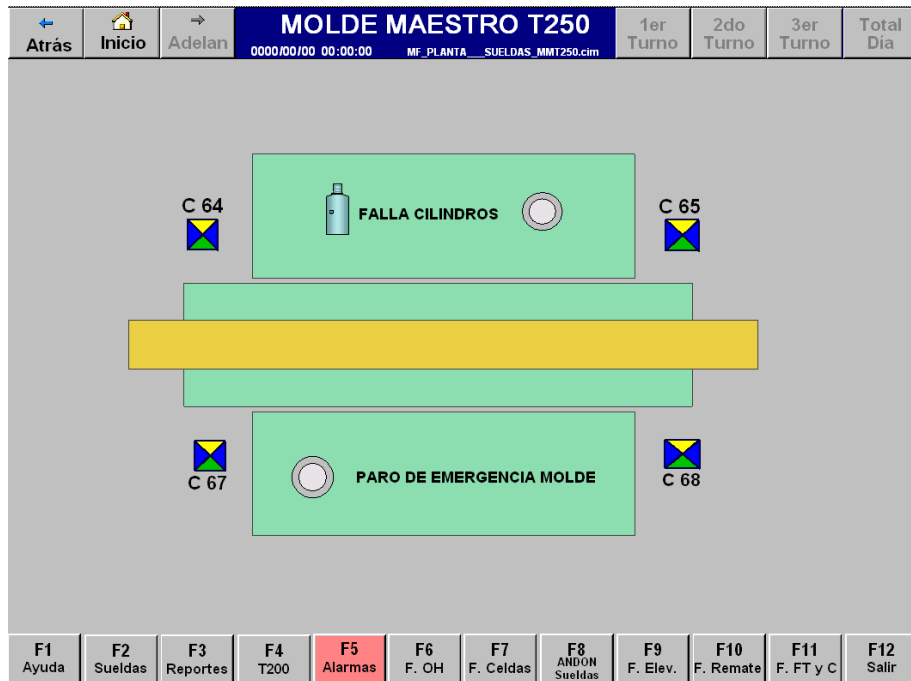 Atrás
Inicio
Adelan
MOLDE MAESTRO T250
0000/00/00 00:00:00
MF_PLANTA___SUELDAS_MMT250.cim
1er
Turno
2do
Turno
3er
Turno
Total
Día
C 64
FALLA CILINDROS
C 65
C 67
PARO DE EMERGENCIA MOLDE
C 68
F1
Ayuda
F2
Sueldas
F3
Reportes
F4
T200
F5
Alarmas
F6
F. OH
F7
F. Celdas
F8
ANDON
Sueldas
F9
F. Elev.
F10
F. Remate
F11
F. FT y C
F12
Salir